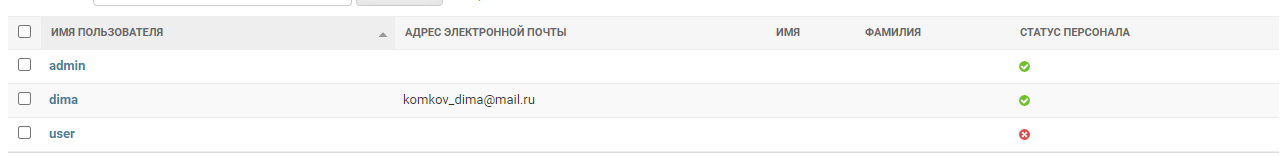 ИМЯ ПОЛЬЗОВАТЕЛЯ АДРЕС ЭЛЕКТРОННОЙ ПОЧТЫ ИМЯ ФАМИЛИЯ СТАТУС ПЕРСОНАЛА
admin
dima komkov_dima@mail.ru
user